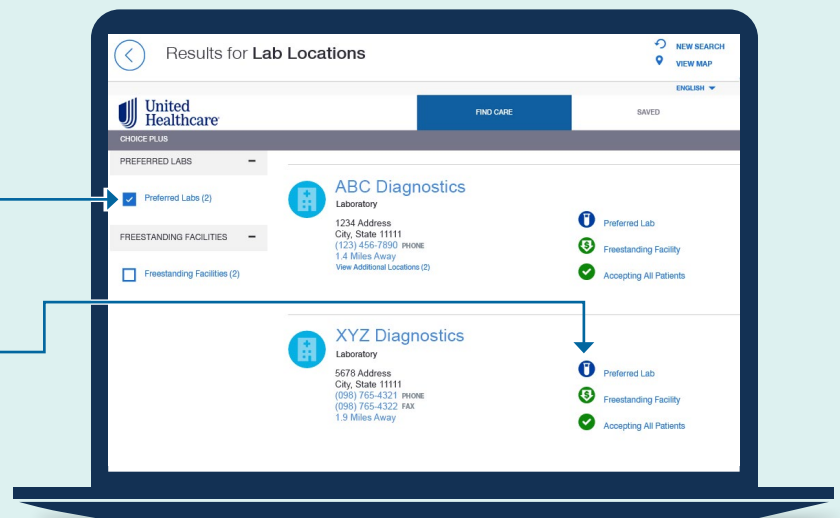 Results for Lab Locations
NEW SEARCH
VIEW MAP
ENGLISH
United
Healthcare
FIND CARE
SAVED
CHOICE PLUS
PREFERRED LABS
Preferred Labs (2)
FREESTANDING FACILITIES
Freestanding Facilities (2)
ABC Diagnostics
Laboratory
1234 Address
City, State 11111
(123) 456-7890 PHONE
1.4 Miles Away
View Additional Locations (2)
Preferred Lab
Freestanding Facility
Accepting All Patients
XYZ Diagnostics
Laboratory
5678 Address
City, State 11111
(098) 765-4321 PHONE
(098) 765-4322 FAX
1.9 Miles Away
Preferred Lab
Freestanding Facility
Accepting All Patients